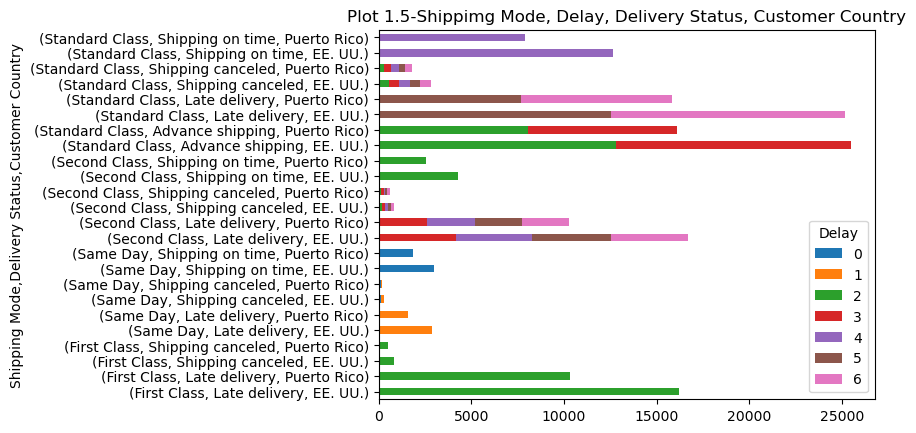 Plot 1.5-Shippimg Mode, Delay, Delivery Status, Customer Country
Shipping Mode,Delivery Status,Customer Country
(Standard Class, Shipping on time, Puerto Rico)
(Standard Class, Shipping on time, EE. UU.)
(Standard Class, Shipping canceled, Puerto Rico)
(Standard Class, Shipping canceled, EE. UU.)
(Standard Class, Late delivery, Puerto Rico)
(Standard Class, Late delivery, EE. UU.)
(Standard Class, Advance shipping, Puerto Rico)
(Standard Class, Advance shipping, EE. UU.)
(Second Class, Shipping on time, Puerto Rico)
(Second Class, Shipping on time, EE. UU.)
(Second Class, Shipping canceled, Puerto Rico)
(Second Class, Shipping canceled, EE. UU.)
(Second Class, Late delivery, Puerto Rico)
(Second Class, Late delivery, EE. UU.)
(Same Day, Shipping on time, Puerto Rico)
(Same Day, Shipping on time, EE. UU.)
(Same Day, Shipping canceled, Puerto Rico)
(Same Day, Shipping canceled, EE. UU.)
(Same Day, Late delivery, Puerto Rico)
(Same Day, Late delivery, EE. UU.)
(First Class, Shipping canceled, Puerto Rico)
(First Class, Shipping canceled, EE. UU.)
(First Class, Late delivery, Puerto Rico)
(First Class, Late delivery, EE. UU.)
Delay
0
1
2
3
4
5
6
0 5000 10000 15000 20000 25000